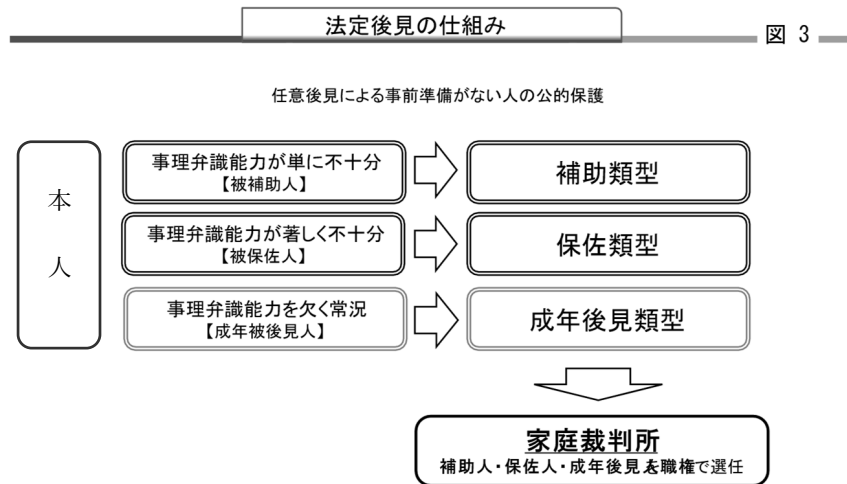 法定後見の仕組み
図 3
任意後見による事前準備がない人の公的保護
本人
事理弁識能力が単に不十分
【被補助人】
補助類型
事理弁識能力が著しく不十分
【被保佐人】
保佐類型
事理弁識能力を欠く常況
【成年被後見人】
成年後見類型
家庭裁判所
補助人・保佐人・成年後見人を職権で選任